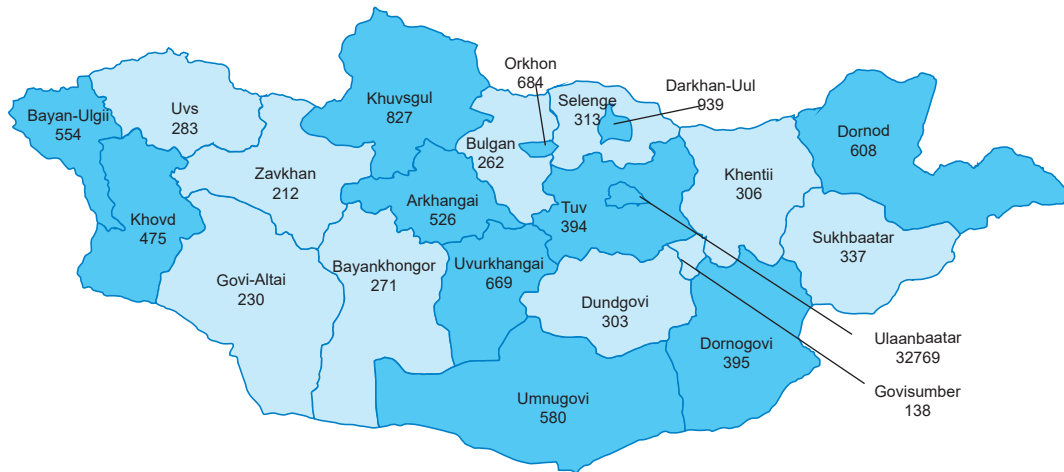 Orkhon
684
Darkhan-Uul
939
Khuvsgul
827
Selenge
313
Uvs
283
Bayan-Ulgii
554
Dornod
608
Bulgan
262
Zavkhan
212
Khentii
306
Arkhangai
526
Khovd
475
Tuv
394
Sukhbaatar
337
Bayankhongor
271
Uvurkhangai
669
Govi-Altai
230
Dundgovi
303
Ulaanbaatar
32769
Dornogovi
395
Govisumber
138
Umnugovi
580